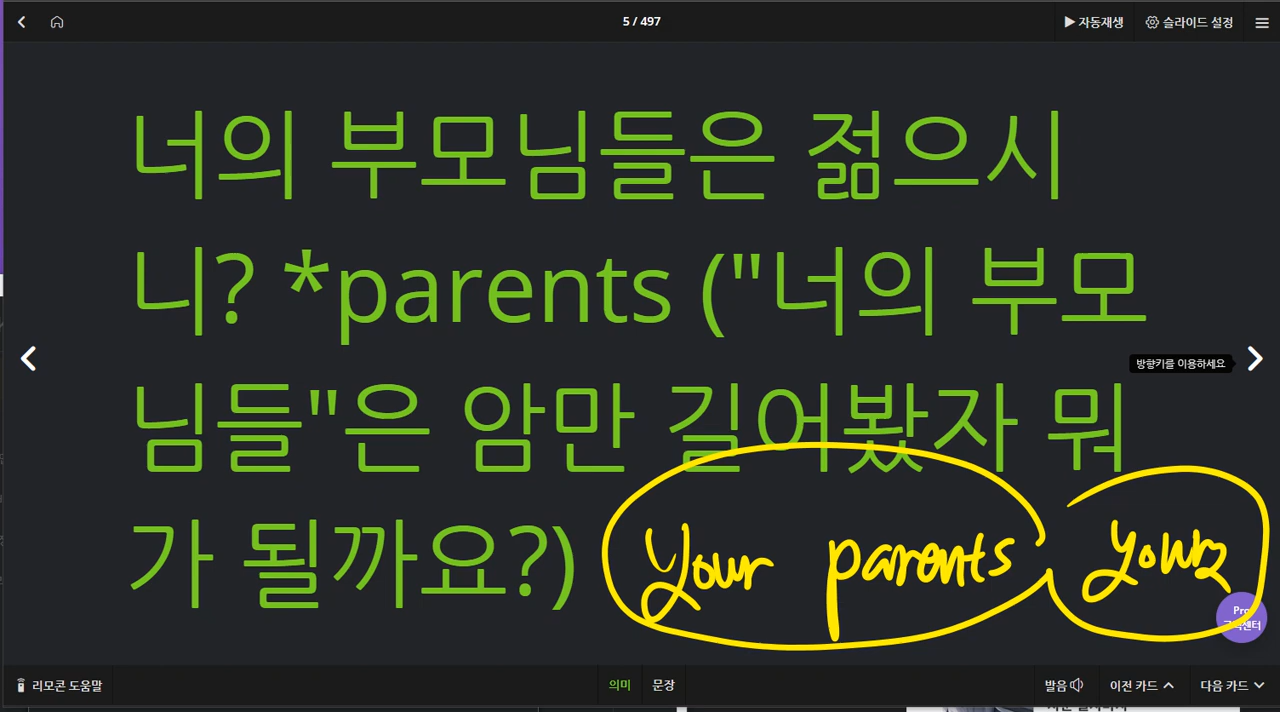 5 / 497
▶ 자동재생
슬라이드 설정
너의 부모님들은 젊으시
니? *parents ("너의 부모
님들"은 암만 길어봤자 뭐
가 될까요?)
your parents
방향키를 이용하세요
리모콘 도움말
의미
문장
발음
이전 카드
다음 카드